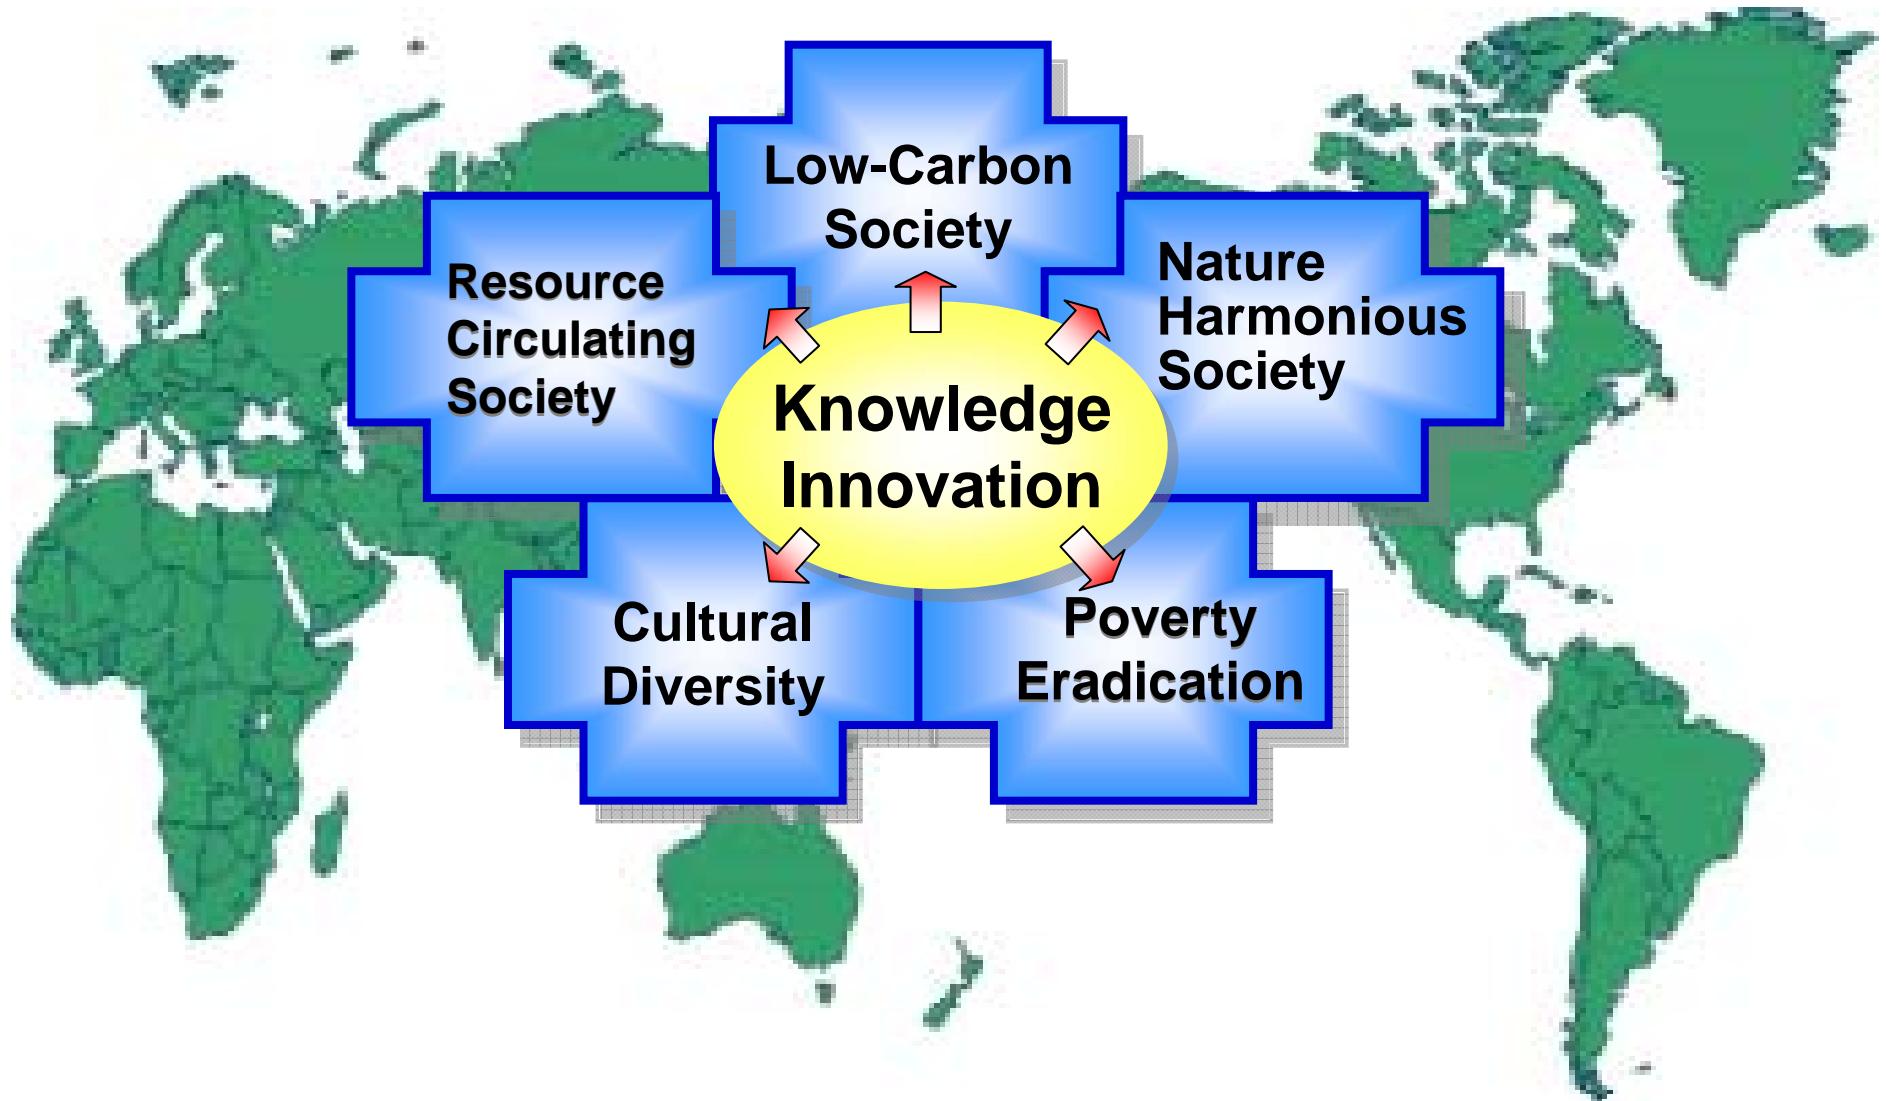 Low-Carbon
Society
Resource
Circulating
Society
Nature
Harmonious
Society
Knowledge
Innovation
Cultural
Diversity
Poverty
Eradication